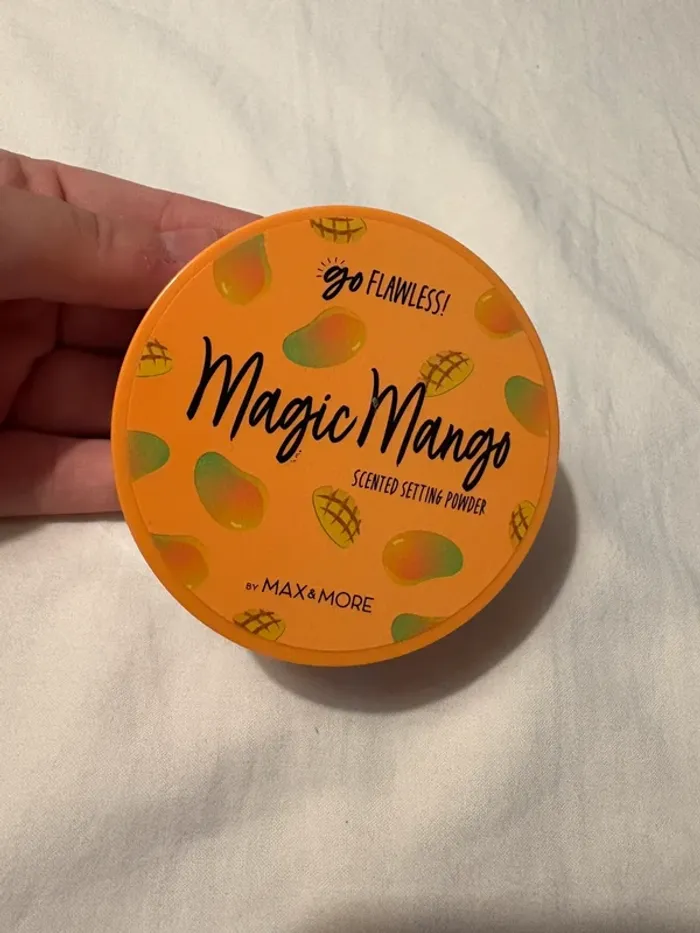 go FLAWLESS!
Magic Mango
SCENTED SETTING POWDER
BY MAX&MORE